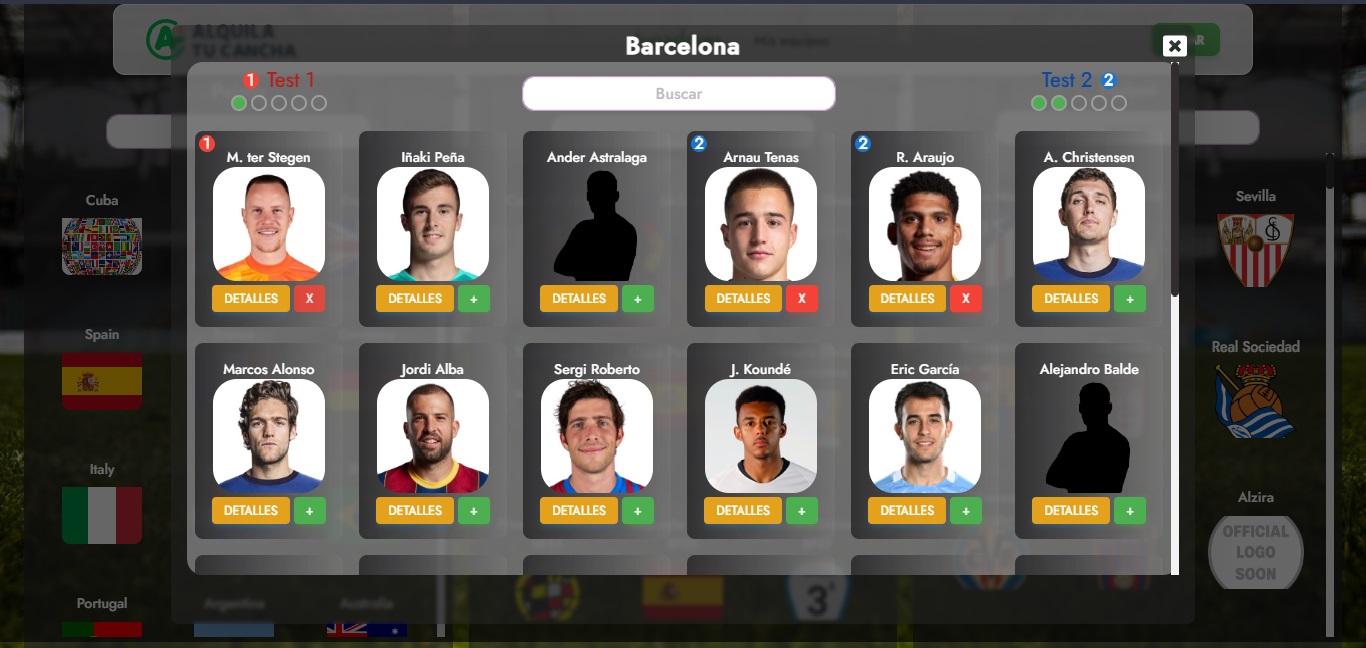 ALQUILA
TU CANCHA
Barcelona
Mis equipos
1 Test 1
Buscar
Test 2 2
1
M. ter Stegen
DETALLES X
Iñaki Peña
DETALLES +
Ander Astralaga
DETALLES +
2
Arnau Tenas
DETALLES X
2
R. Araujo
DETALLES X
A. Christensen
DETALLES +
Marcos Alonso
DETALLES +
Jordi Alba
DETALLES +
Sergi Roberto
DETALLES +
J. Koundé
DETALLES +
Eric García
DETALLES +
Alejandro Balde
DETALLES +
Cuba
Spain
Italy
Portugal
Argentina
Australia
3
Sevilla
Real Sociedad
Alzira
OFFICIAL
LOGO
SOON